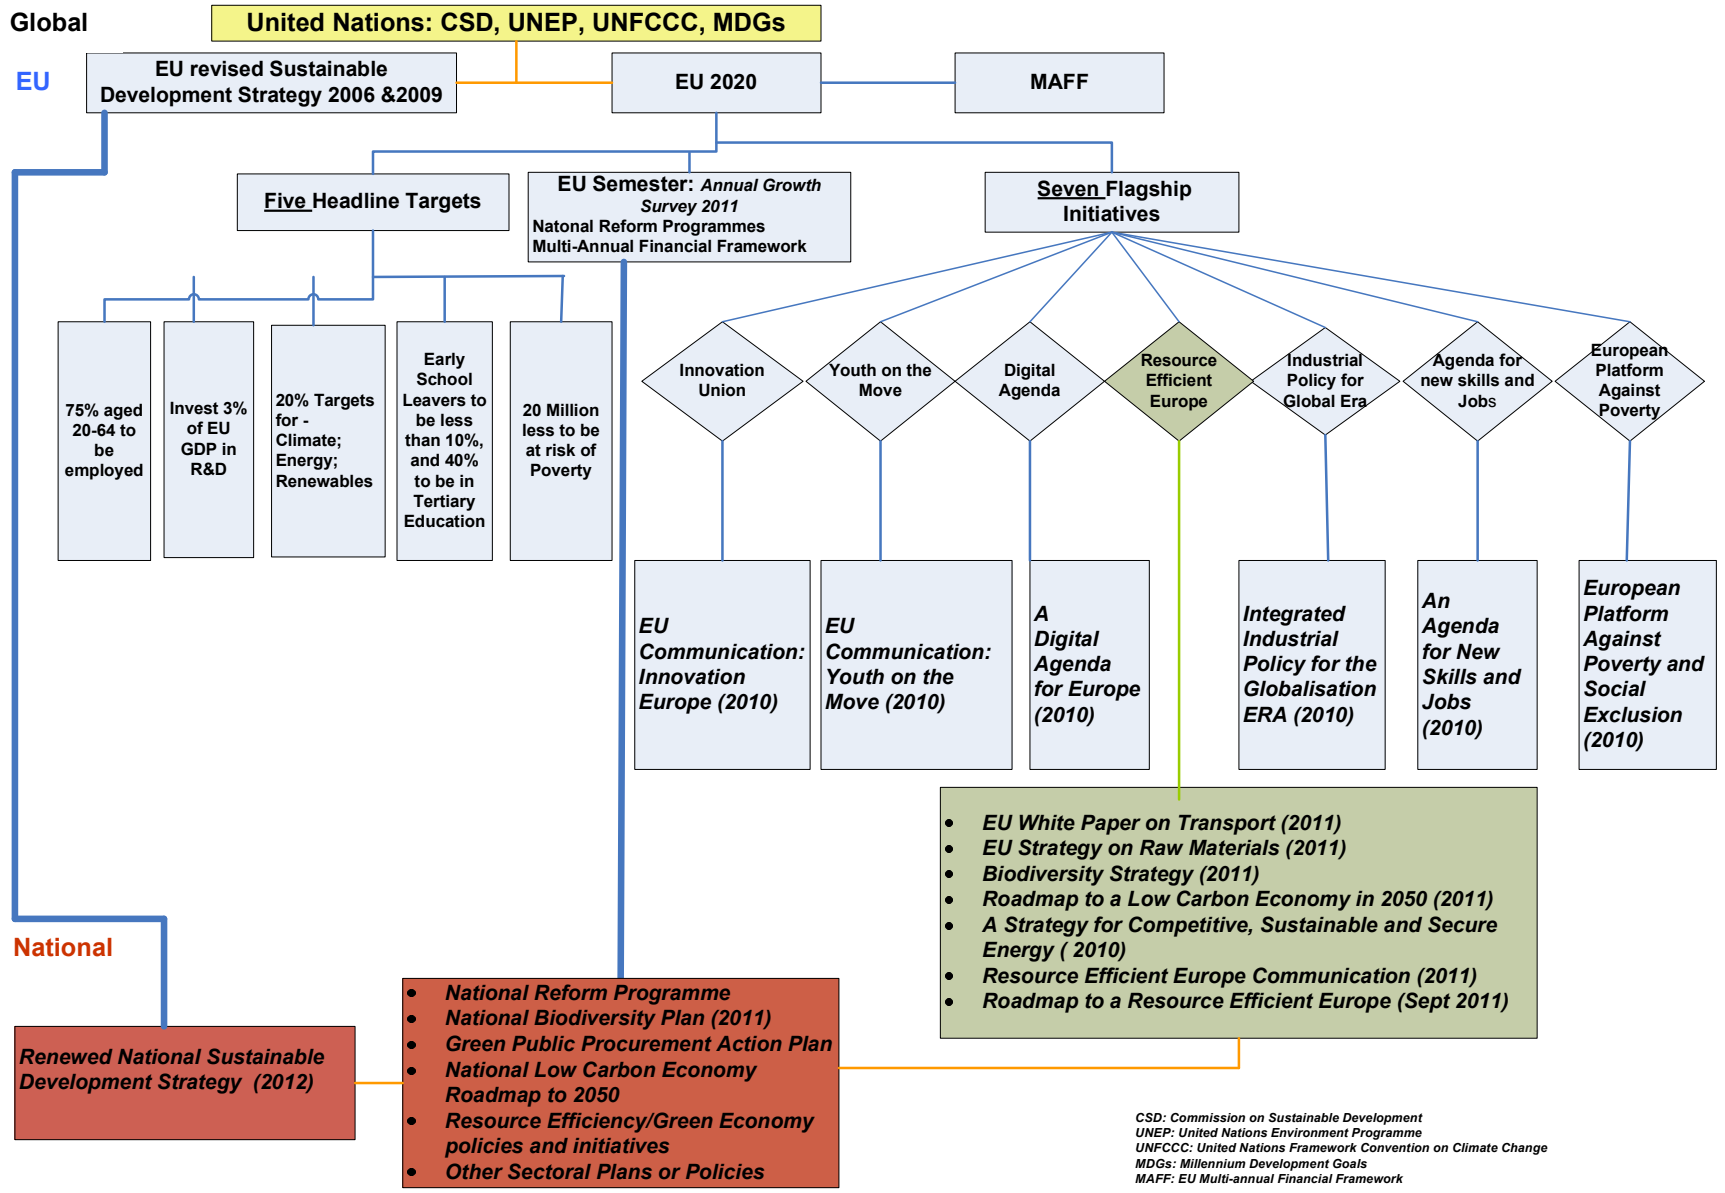 Global
United Nations: CSD, UNEP, UNFCCC, MDGs
EU
EU revised Sustainable
Development Strategy 2006 &2009
EU 2020
MAFF
Five Headline Targets
EU Semester: Annual Growth
Survey 2011
Natonal Reform Programmes
Multi-Annual Financial Framework
Seven Flagship
Initiatives
75% aged
20-64 to
be
employed
Invest 3%
of EU
GDP in
R&D
20% Targets
for -
Climate;
Energy;
Renewables
Early
School
Leavers to
be less
than 10%,
and 40%
to be in
Tertiary
Education
20 Million
less to be
at risk of
Poverty
Innovation
Union
Youth on the
Move
Digital
Agenda
Resource
Efficient
Europe
Industrial
Policy for
Global Era
Agenda for
new skills and
Jobs
European
Platform
Against
Poverty
EU
Communication:
Innovation
Europe (2010)
EU
Communication:
Youth on the
Move (2010)
A
Digital
Agenda
for Europe
(2010)
Integrated
Industrial
Policy for the
Globalisation
ERA (2010)
An
Agenda
for New
Skills and
Jobs
(2010)
European
Platform
Against
Poverty and
Social
Exclusion
(2010)
• EU White Paper on Transport (2011)
• EU Strategy on Raw Materials (2011)
• Biodiversity Strategy (2011)
• Roadmap to a Low Carbon Economy in 2050 (2011)
• A Strategy for Competitive, Sustainable and Secure
Energy ( 2010)
• Resource Efficient Europe Communication (2011)
• Roadmap to a Resource Efficient Europe (Sept 2011)
National
Renewed National Sustainable
Development Strategy (2012)
• National Reform Programme
• National Biodiversity Plan (2011)
• Green Public Procurement Action Plan
• National Low Carbon Economy
Roadmap to 2050
• Resource Efficiency/Green Economy
policies and initiatives
• Other Sectoral Plans or Policies
CSD: Commission on Sustainable Development
UNEP: United Nations Environment Programme
UNFCCC: United Nations Framework Convention on Climate Change
MDGs: Millennium Development Goals
MAFF: EU Multi-annual Financial Framework